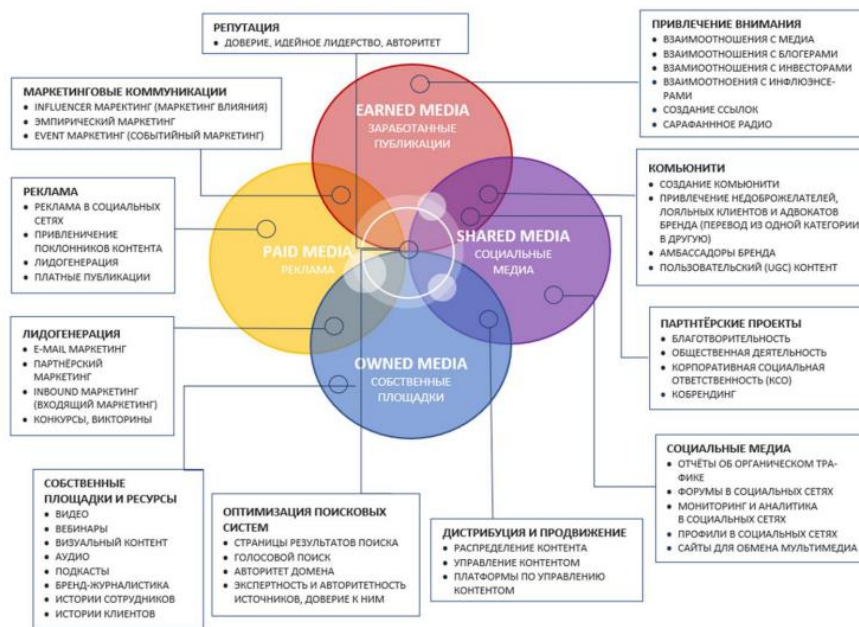 РЕПУТАЦИЯ
• ДОВЕРИЕ, ИДЕЙНОЕ ЛИДЕРСТВО, АВТОРИТЕТ
ПРИВЛЕЧЕНИЕ ВНИМАНИЯ
• ВЗАИМООТНОШЕНИЯ С МЕДИА
• ВЗАИМООТНОШЕНИЯ С БЛОГЕРАМИ
• ВЗАМИООТНОШЕНИЯ С ИНВЕСТОРАМИ
• ВЗАИМООТНОЕНИЯ С ИНФЛЮЭНСЕ-
РАМИ
• СОЗДАНИЕ ССЫЛОК
• САРАФАНННОЕ РАДИО
МАРКЕТИНГОВЫЕ КОММУНИКАЦИИ
• INFLUENCER МАРЕКТИНГ (МАРКЕТИНГ ВЛИЯНИЯ)
• ЭМПИРИЧЕСКИЙ МАРКЕТИНГ
• EVENT МАРКЕТИНГ (СОБЫТИЙНЫЙ МАРКЕТИНГ)
EARNED MEDIA
ЗАРАБОТАННЫЕ
ПУБЛИКАЦИИ
КОМЬЮНИТИ
• СОЗДАНИЕ КОМЬЮНИТИ
• ПРИВЛЕЧЕНИЕ НЕДОБРОЖЕЛАТЕЛЕЙ,
ЛОЯЛЬНЫХ КЛИЕНТОВ И АДВОКАТОВ
БРЕНДА (ПЕРЕВОД ИЗ ОДНОЙ КАТЕГОРИИ
В ДРУГУЮ)
• АМБАССАДОРЫ БРЕНДА
• ПОЛЬЗОВАТЕЛЬСКИЙ (UGC) КОНТЕНТ
РЕКЛАМА
• РЕКЛАМА В СОЦИАЛЬНЫХ
СЕТЯХ
• ПРИВЛЕНИЧЕНИЕ
ПОКЛОННИКОВ КОНТЕНТА
• ЛИДОГЕНЕРАЦИЯ
• ПЛАТНЫЕ ПУБЛИКАЦИИ
PAID MEDIA
РЕКЛАМА
SHARED MEDIA
СОЦИАЛЬНЫЕ
МЕДИА
ЛИДОГЕНЕРАЦИЯ
• E-MAIL МАРКЕТИНГ
• ПАРТНЁРСКИЙ
МАРКЕТИНГ
• INBOUND МАРКЕТИНГ
(ВХОДЯЩИЙ МАРКЕТИНГ)
• КОНКУРСЫ, ВИКТОРИНЫ
OWNED MEDIA
СОБСТВЕННЫЕ
ПЛОЩАДКИ
ПАРТНТЁРСКИЕ ПРОЕКТЫ
• БЛАГОТВОРИТЕЛЬНОСТЬ
• ОБЩЕСТВЕННАЯ ДЕЯТЕЛЬНОСТЬ
• КОРПОРАТИВНАЯ СОЦИАЛЬНАЯ
ОТВЕТСТВЕННОСТЬ (КСО)
• КОБРЕНДИНГ
СОБСТВЕННЫЕ
ПЛОЩАДКИ И РЕСУРСЫ
• ВИДЕО
• ВЕБИНАРЫ
• ВИЗУАЛЬНЫЙ КОНТЕНТ
• АУДИО
• ПОДКАСТЫ
• БРЕНД-ЖУРНАЛИСТИКА
• ИСТОРИИ СОТРУДНИКОВ
• ИСТОРИИ КЛИЕНТОВ
ОПТИМИЗАЦИЯ ПОИСКОВЫХ
СИСТЕМ
• СТРАНИЦЫ РЕЗУЛЬТАТОВ ПОИСКА
• ГОЛОСОВОЙ ПОИСК
• АВТОРИТЕТ ДОМЕНА
• ЭКСПЕРТНОСТЬ И АВТОРИТЕТНОСТЬ
ИСТОЧНИКОВ, ДОВЕРИЕ К НИМ
ДИСТРИБУЦИЯ И ПРОДВИЖЕНИЕ
• РАСПРЕДЕЛЕНИЕ КОНТЕНТА
• УПРАВЛЕНИЕ КОНТЕНТОМ
• ПЛАТФОРМЫ ПО УПРАВЛЕНИЮ
КОНТЕНТОМ
СОЦИАЛЬНЫЕ МЕДИА
• ОТЧЁТЫ ОБ ОРГАНИЧЕСКОМ ТРА-
ФИКЕ
• ФОРУМЫ В СОЦИАЛЬНЫХ СЕТЯХ
• МОНИТОРИНГ И АНАЛИТИКА
В СОЦИАЛЬНЫХ СЕТЯХ
• ПРОФИЛИ В СОЦИАЛЬНЫХ СЕТЯХ
• САЙТЫ ДЛЯ ОБМЕНА МУЛЬТИМЕДИА